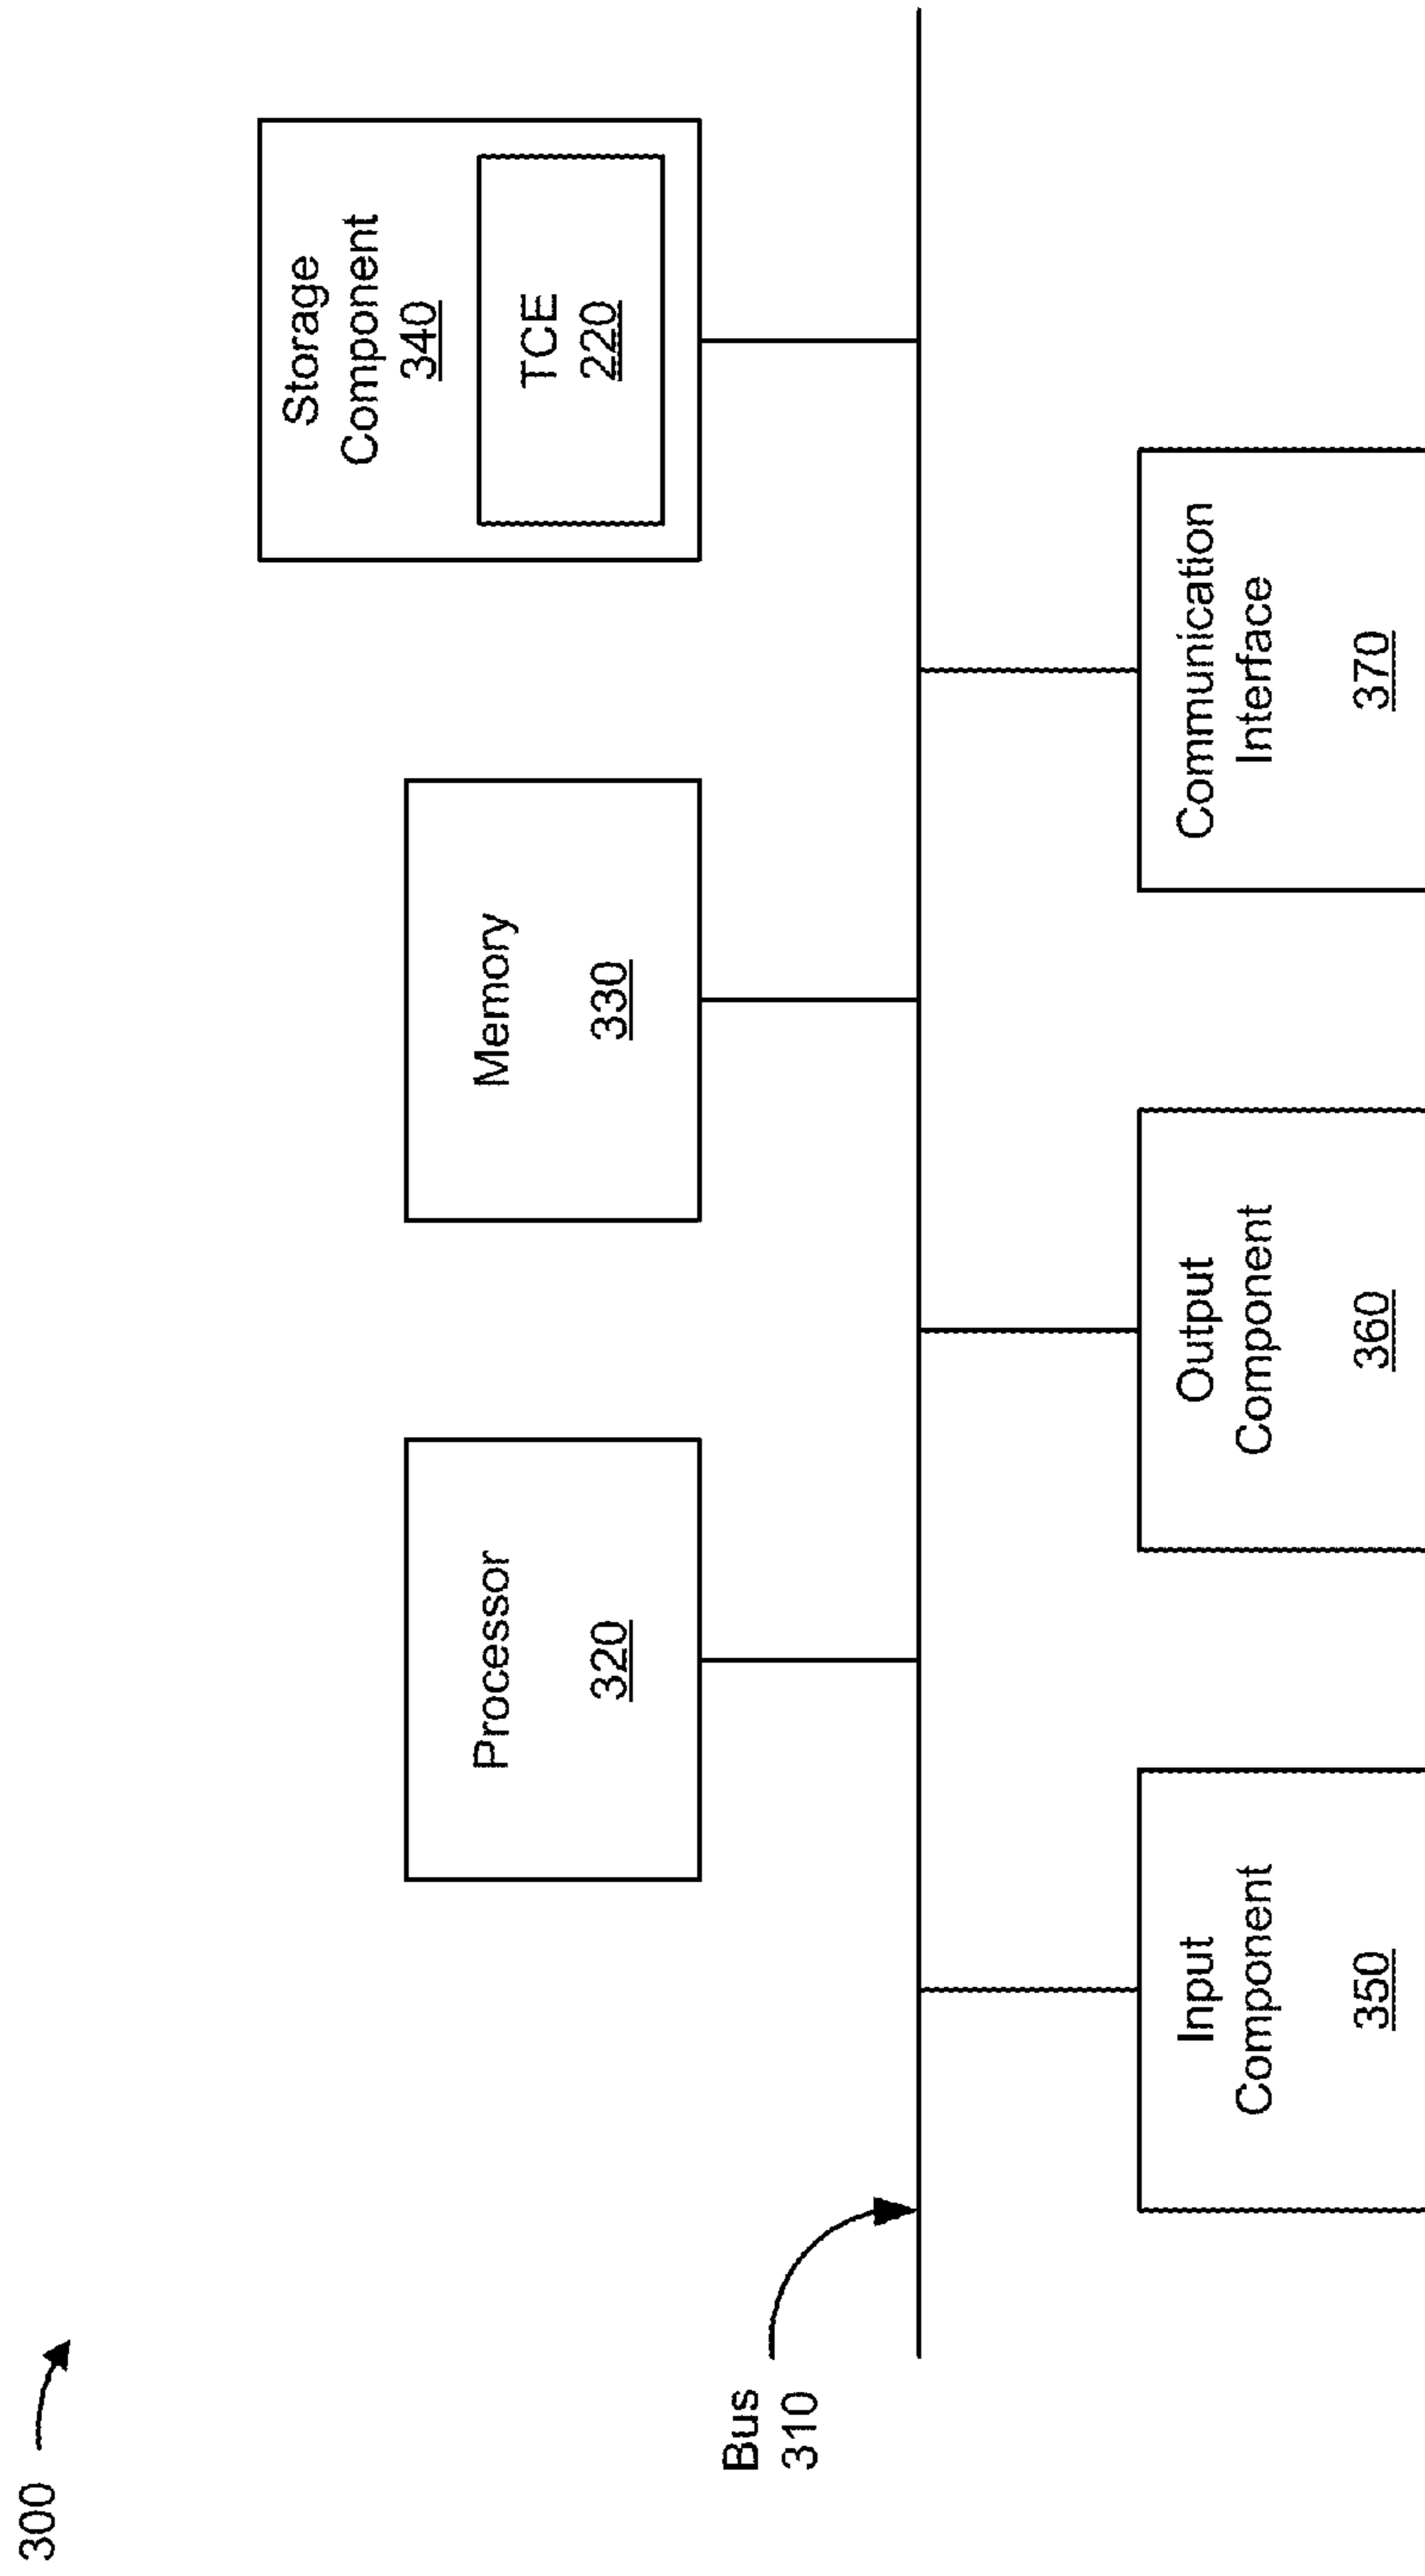 300
Processor
320
Memory
330
Storage
Component
340
TCE
220
Bus
310
Input
Component
350
Output
Component
360
Communication
Interface
370